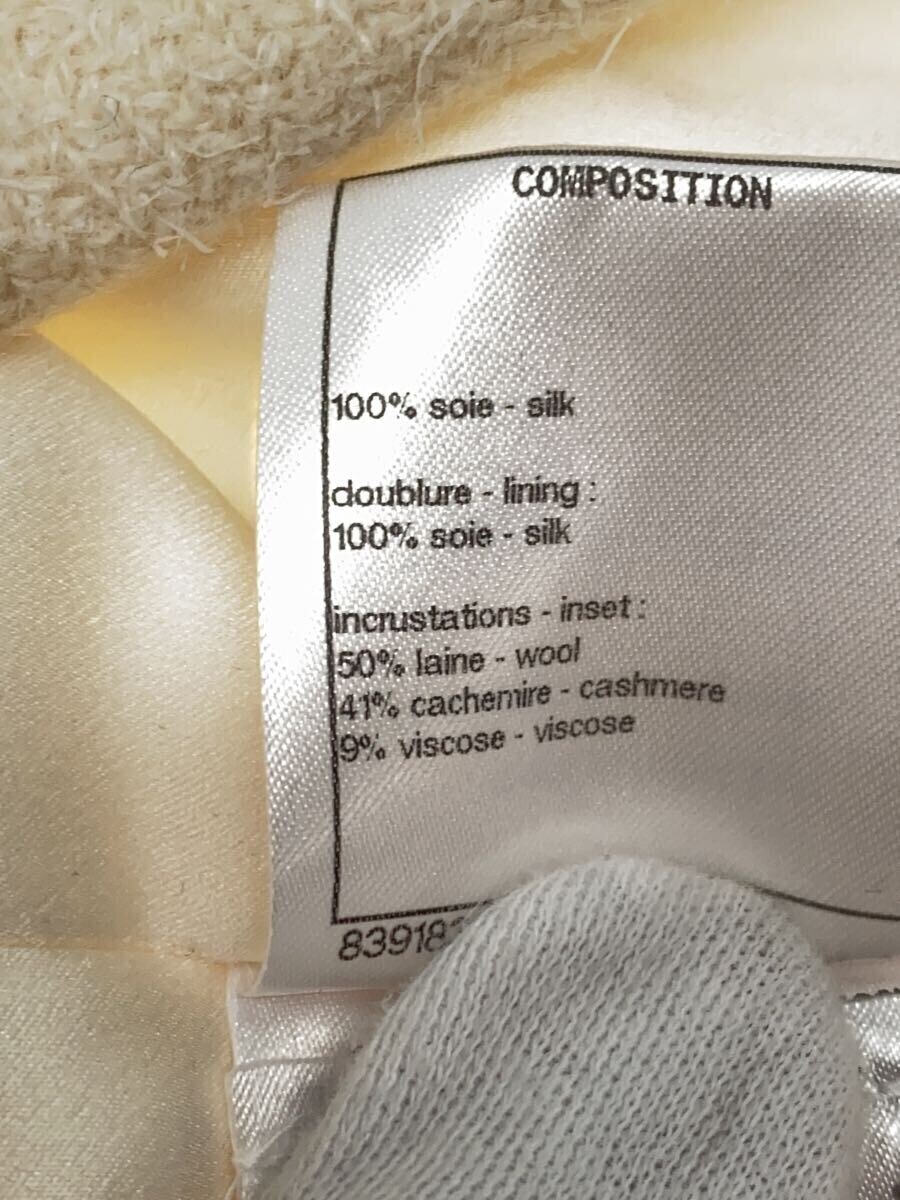 COMPOSITION
100% soie - silk
doublure - lining :
100% soie - silk
incrustations - inset :
50% laine - wool
41% cachemire - cashmere
9% viscose - viscose